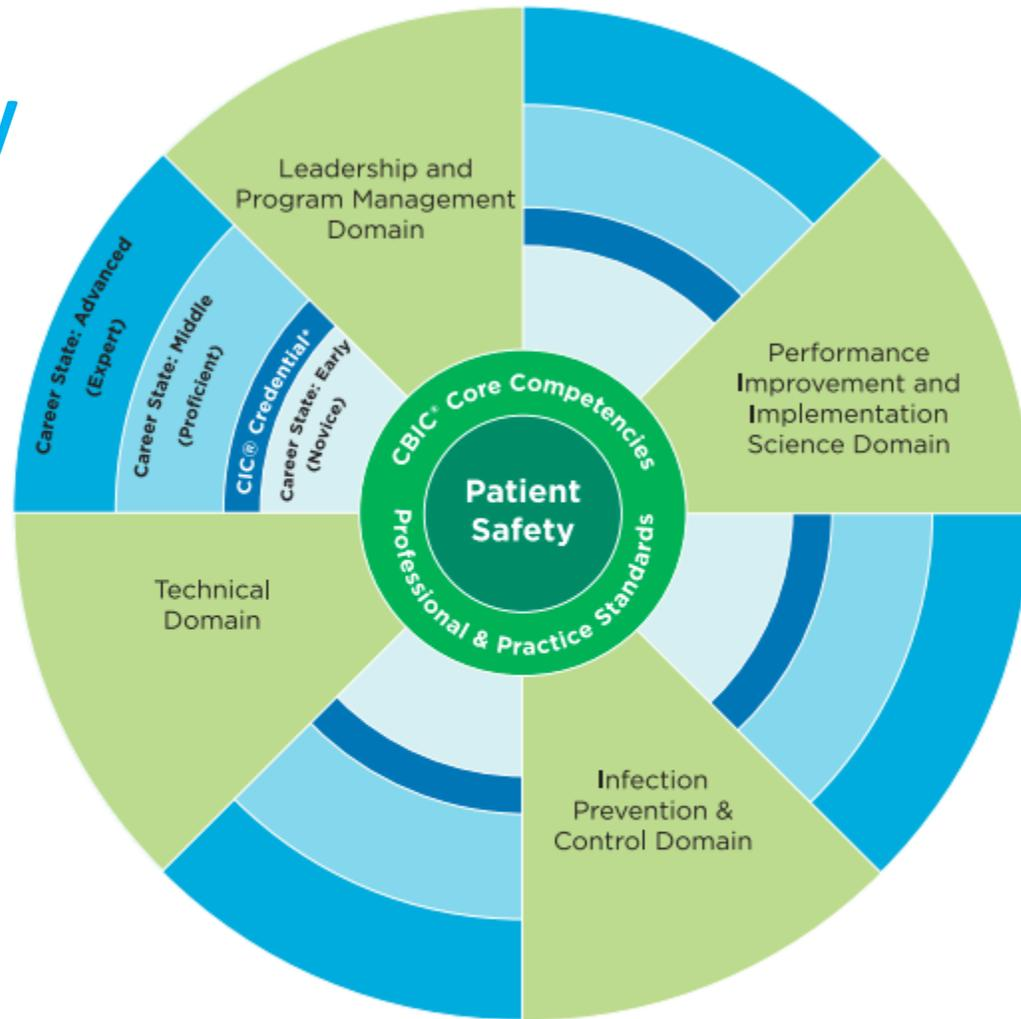 Leadership and
Program Management
Domain
Performance
Improvement and
Implementation
Science Domain
Infection
Prevention &
Control Domain
Technical
Domain
Career State: Advanced
(Expert)
Career State: Middle
(Proficient)
CIC® Credential*
Career State: Early
(Novice)
CBIC® Core Competencies
Professional & Practice Standards
Patient
Safety